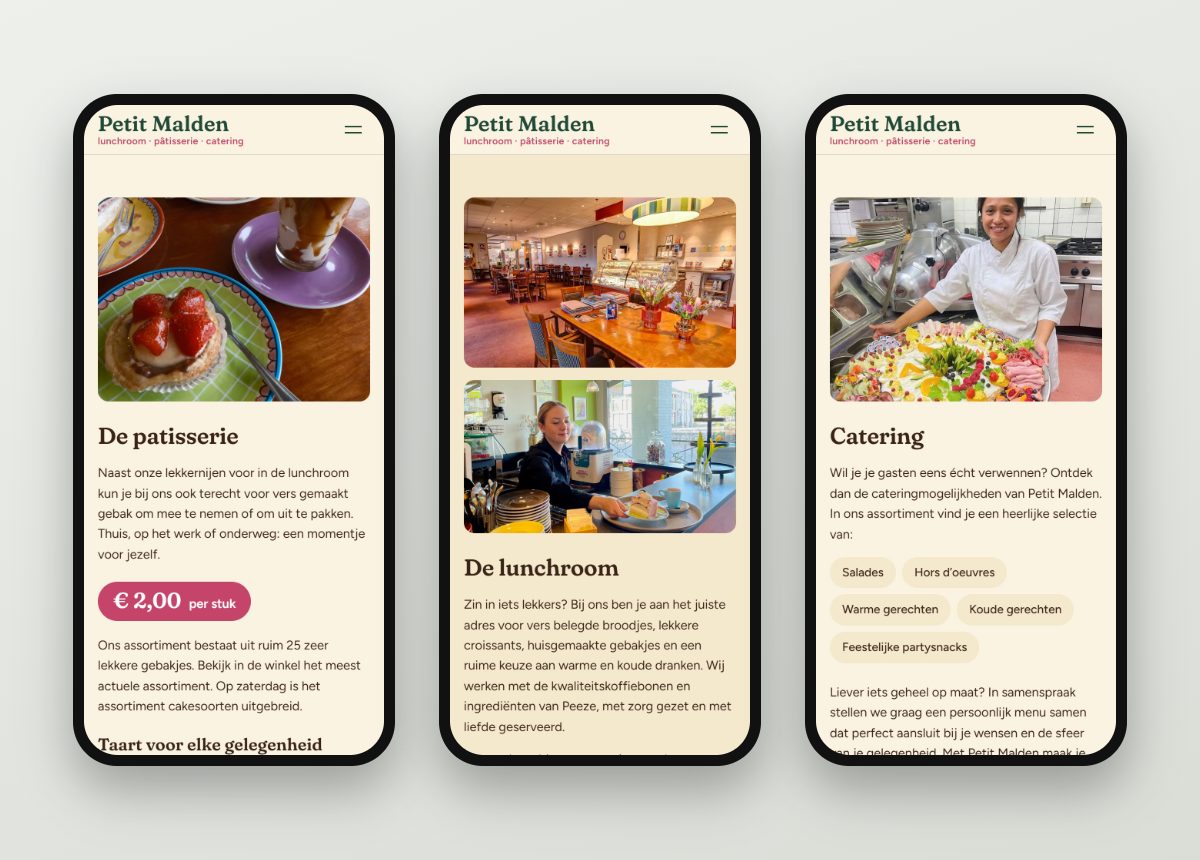 Petit Malden
lunchroom · pâtisserie · catering
De patisserie
Naast onze lekkernijen voor in de lunchroom
kun je bij ons ook terecht voor vers gemaakt
gebak om mee te nemen of om uit te pakken.
Thuis, op het werk of onderweg: een momentje
voor jezelf.
€ 2,00 per stuk
Ons assortiment bestaat uit ruim 25 zeer
lekkere gebakjes. Bekijk in de winkel het meest
actuele assortiment. Op zaterdag is het
assortiment cakesoorten uitgebreid.
Taart voor elke gelegenheid
Petit Malden
lunchroom · pâtisserie · catering
De lunchroom
Zin in iets lekkers? Bij ons ben je aan het juiste
adres voor vers belegde broodjes, lekkere
croissants, huisgemaakte gebakjes en een
ruime keuze aan warme en koude dranken. Wij
werken met de kwaliteitskoffiebonen en
ingrediënten van Peeze, met zorg gezet en met
liefde geserveerd.
Petit Malden
lunchroom · pâtisserie · catering
Catering
Wil je je gasten eens écht verwennen? Ontdek
dan de cateringmogelijkheden van Petit Malden.
In ons assortiment vind je een heerlijke selectie
van:
Salades
Hors d'oeuvres
Warme gerechten
Koude gerechten
Feestelijke partysnacks
Liever iets geheel op maat? In samenspraak
stellen we graag een persoonlijk menu samen
dat perfect aansluit bij je wensen en de sfeer
van je gelegenheid. Met Petit Malden maak je